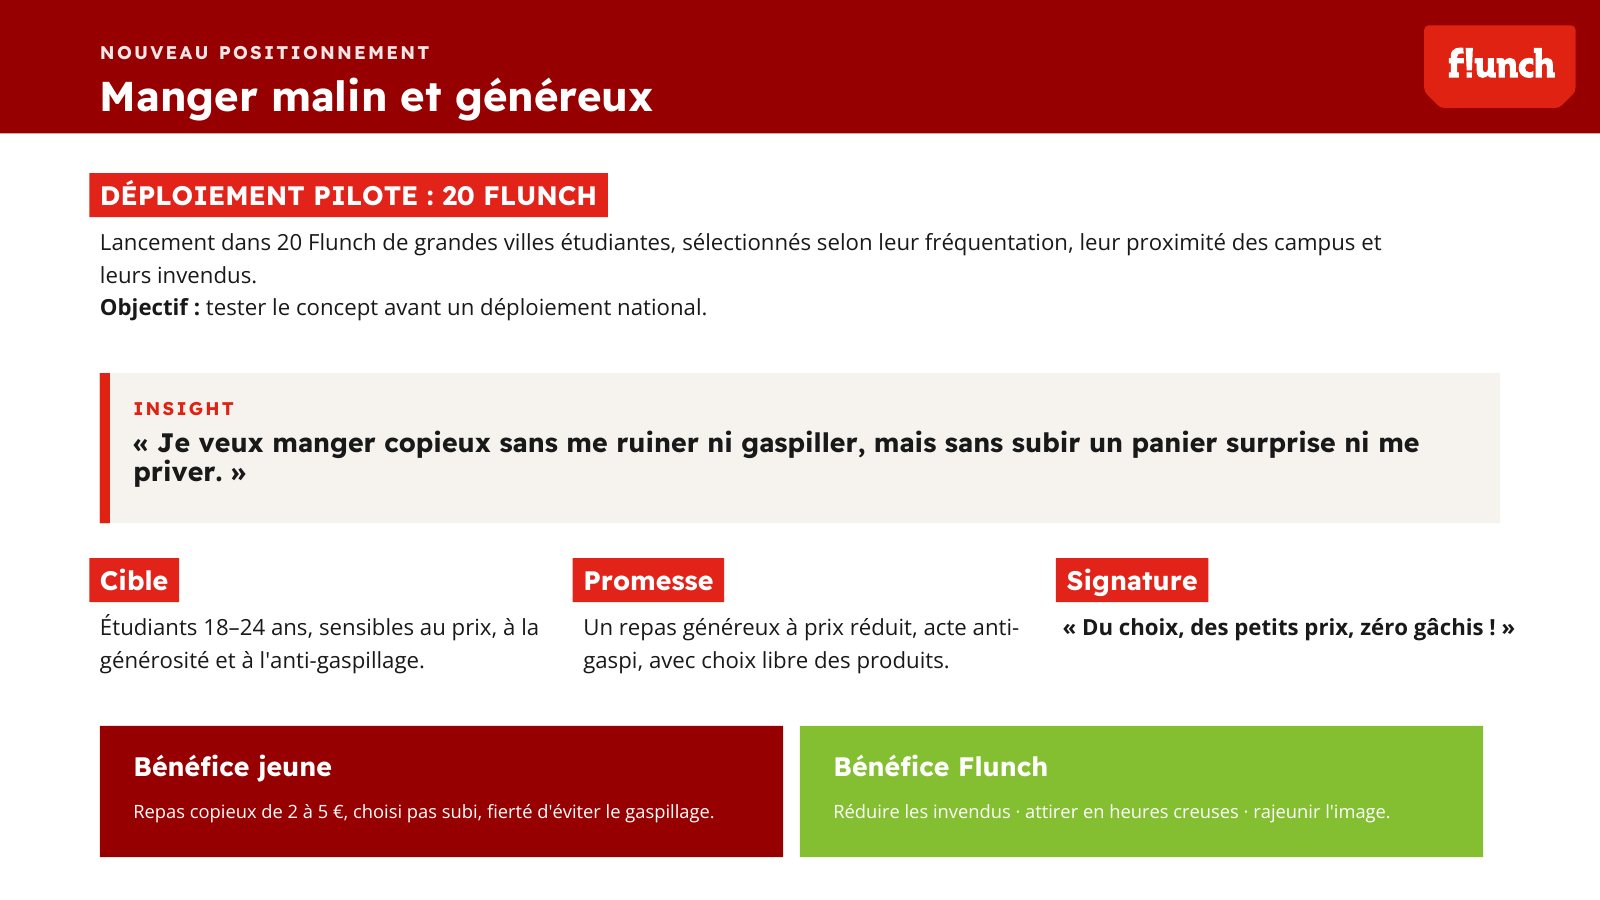 NOUVEAU POSITIONNEMENT
Manger malin et généreux
flunch
DÉPLOIEMENT PILOTE : 20 FLUNCH
Lancement dans 20 Flunch de grandes villes étudiantes, sélectionnés selon leur fréquentation, leur proximité des campus et
leurs invendus.
Objectif : tester le concept avant un déploiement national.
INSIGHT
« Je veux manger copieux sans me ruiner ni gaspiller, mais sans subir un panier surprise ni me
priver. »
Cible
Étudiants 18–24 ans, sensibles au prix, à la
générosité et à l'anti-gaspillage.
Promesse
Un repas généreux à prix réduit, acte anti-
gaspi, avec choix libre des produits.
Signature
« Du choix, des petits prix, zéro gâchis ! »
Bénéfice jeune
Repas copieux de 2 à 5 €, choisi pas subi, fierté d'éviter le gaspillage.
Bénéfice Flunch
Réduire les invendus · attirer en heures creuses · rajeunir l'image.